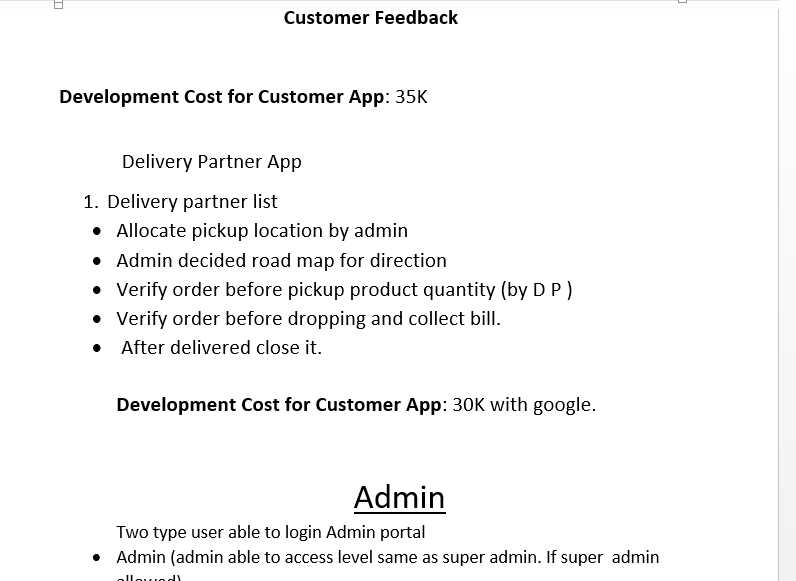 Customer Feedback
Development Cost for Customer App: 35K
Delivery Partner App
1. Delivery partner list
• Allocate pickup location by admin
• Admin decided road map for direction
• Verify order before pickup product quantity (by D P )
• Verify order before dropping and collect bill.
• After delivered close it.
Development Cost for Customer App: 30K with google.
Admin
Two type user able to login Admin portal
• Admin (admin able to access level same as super admin. If super admin